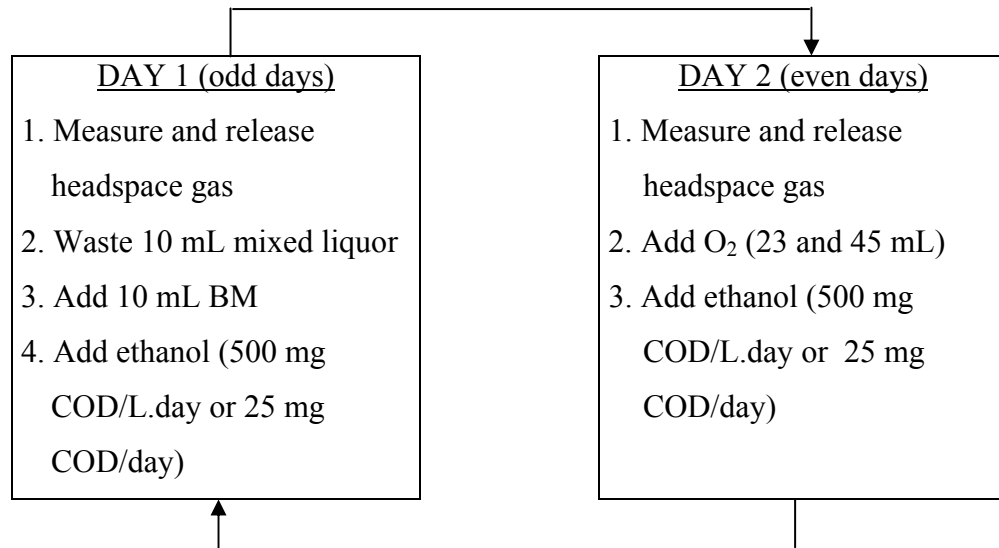 DAY 1 (odd days)
1. Measure and release
headspace gas
2. Waste 10 mL mixed liquor
3. Add 10 mL BM
4. Add ethanol (500 mg
COD/L.day or 25 mg
COD/day)
DAY 2 (even days)
1. Measure and release
headspace gas
2. Add O₂ (23 and 45 mL)
3. Add ethanol (500 mg
COD/L.day or 25 mg
COD/day)